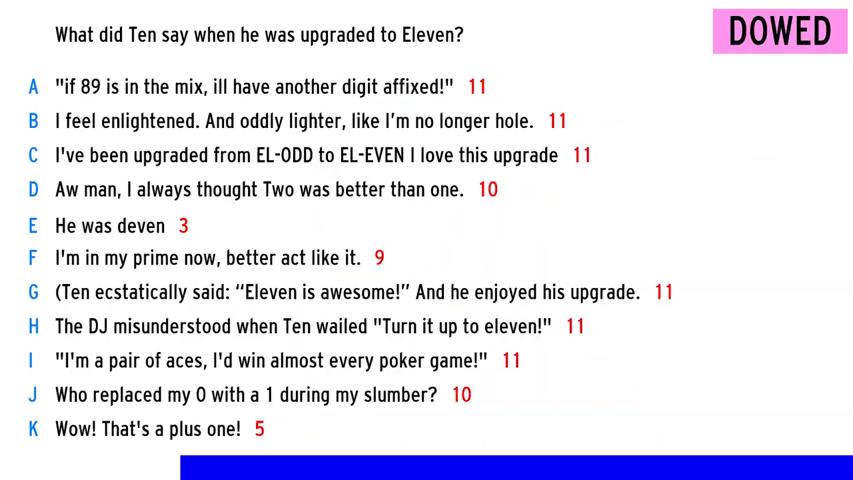 What did Ten say when he was upgraded to Eleven?
DOWED
A "if 89 is in the mix, ill have another digit affixed!" 11
B I feel enlightened. And oddly lighter, like I'm no longer hole. 11
C I've been upgraded from EL-ODD to EL-EVEN I love this upgrade 11
D Aw man, I always thought Two was better than one. 10
E He was deven 3
F I'm in my prime now, better act like it. 9
G (Ten ecstatically said: “Eleven is awesome!” And he enjoyed his upgrade. 11
H The DJ misunderstood when Ten wailed "Turn it up to eleven!" 11
I "I'm a pair of aces, I'd win almost every poker game!" 11
J Who replaced my 0 with a 1 during my slumber? 10
K Wow! That's a plus one! 5